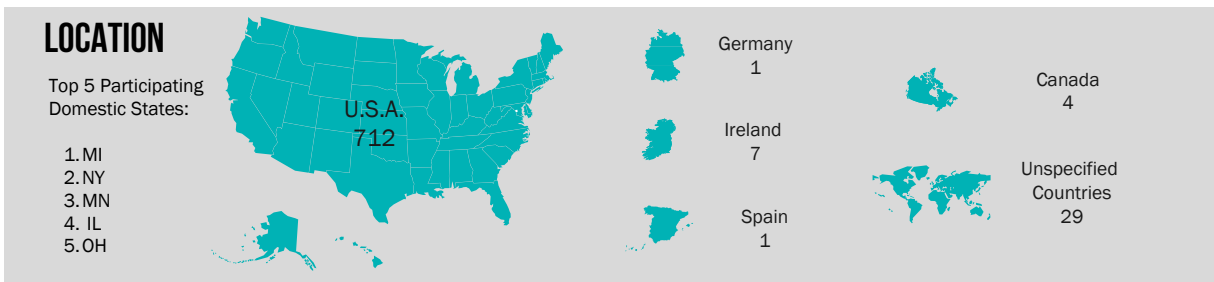 LOCATION
Top 5 Participating
Domestic States:
1. MI
2. NY
3. MN
4. IL
5. OH
U.S.A.
712
Germany
1
Ireland
7
Spain
1
Canada
4
Unspecified
Countries
29